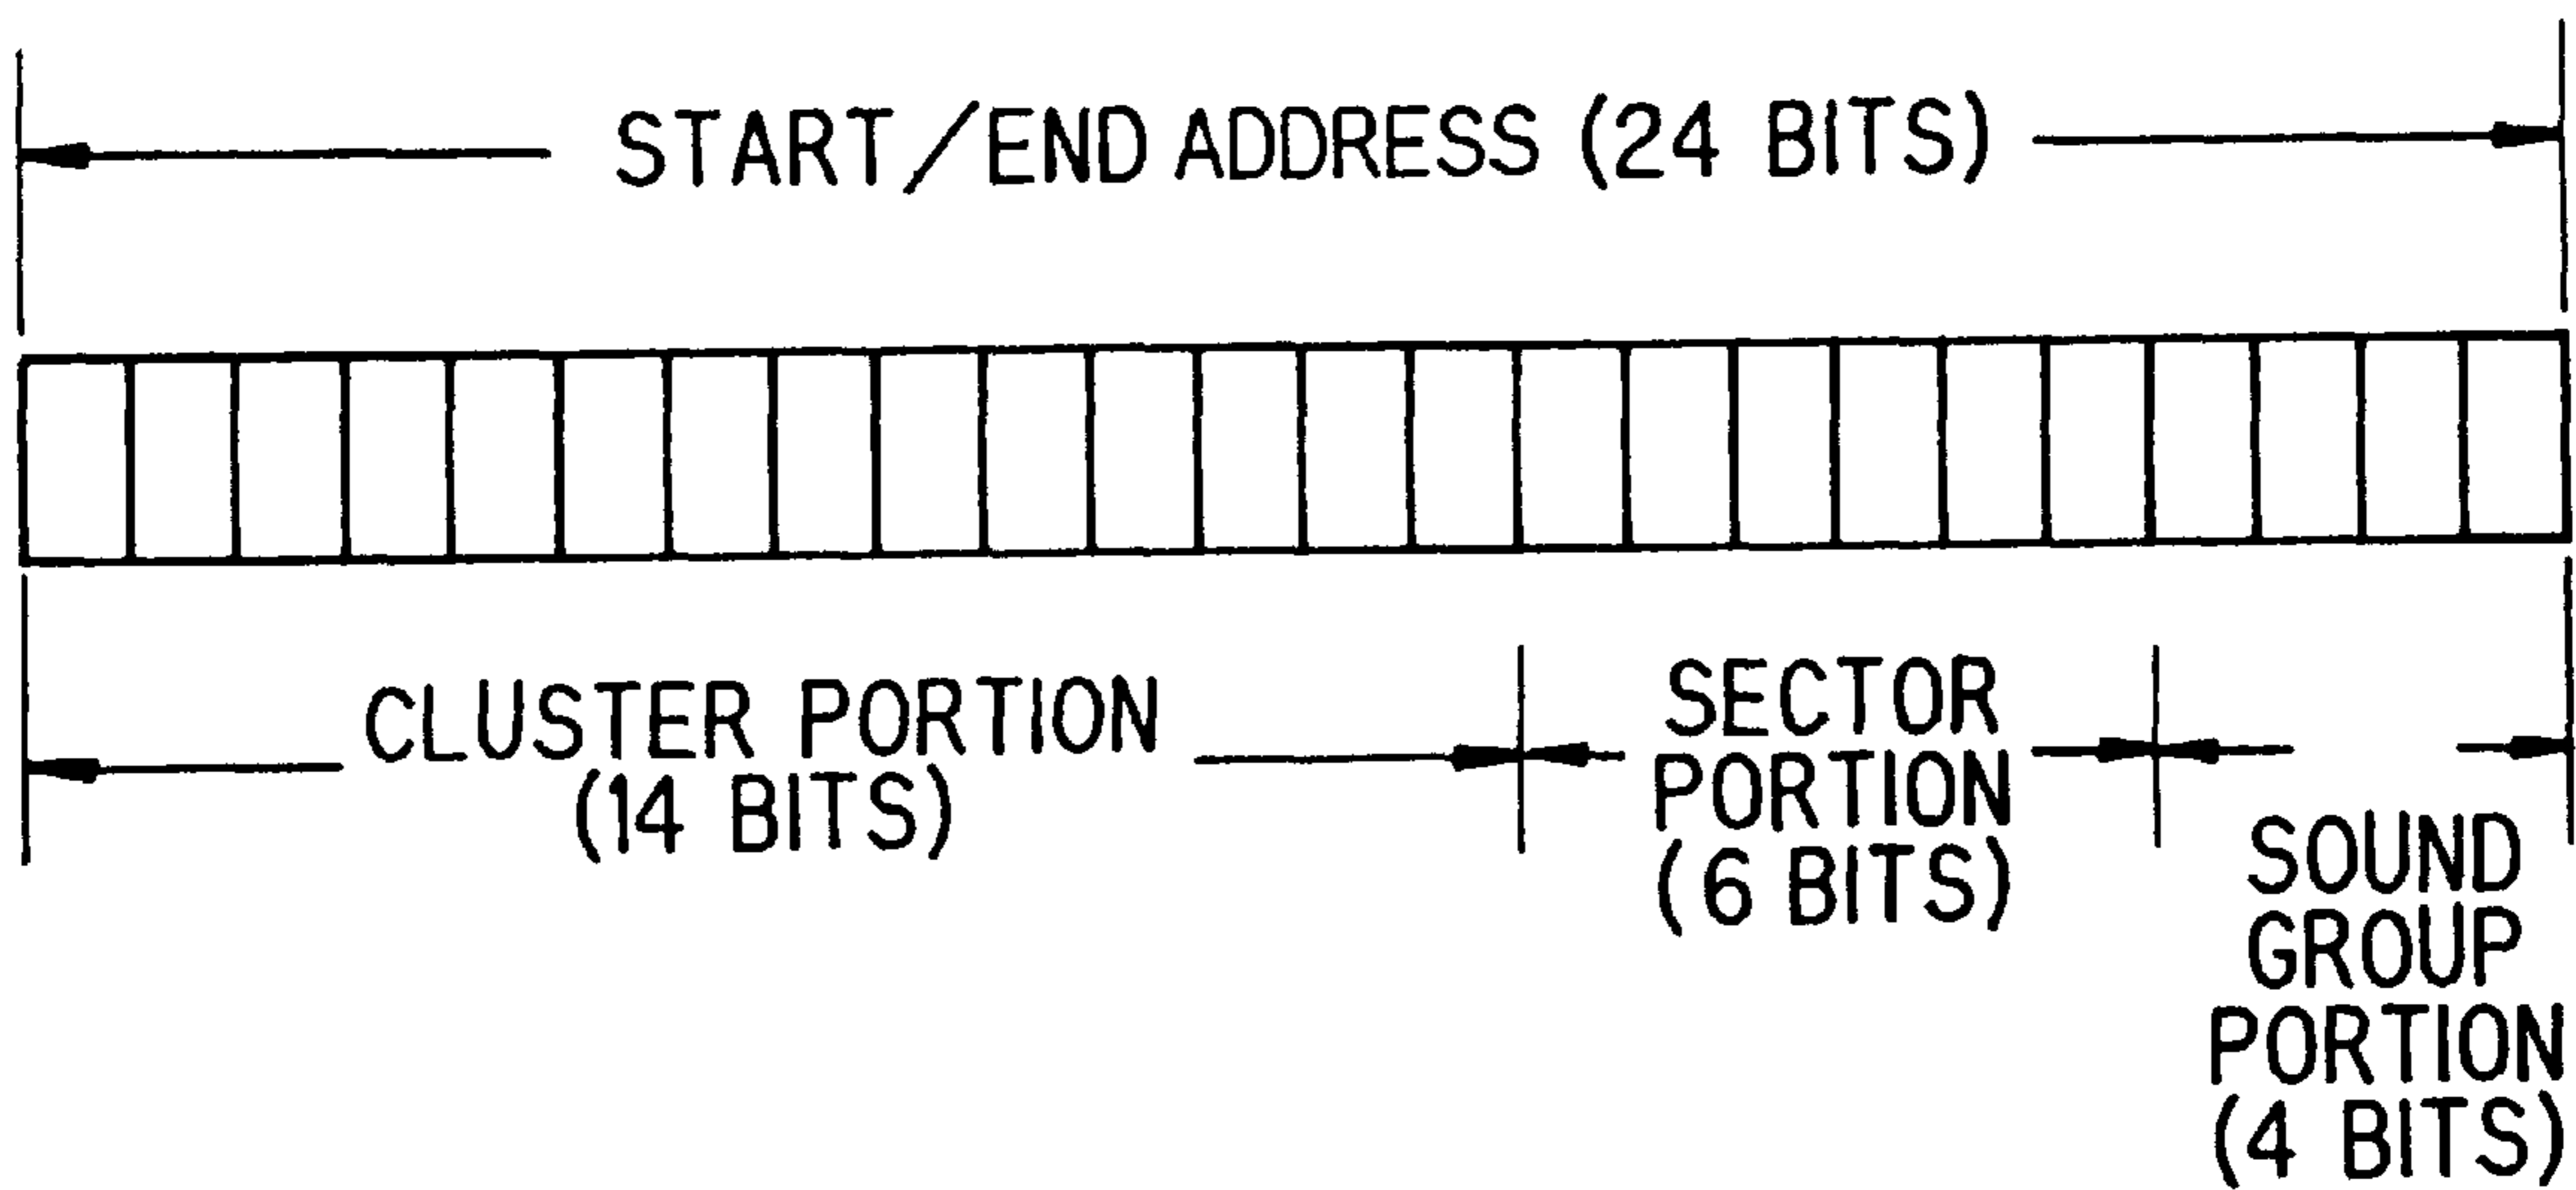 START/END ADDRESS (24 BITS)
CLUSTER PORTION
(14 BITS)
SECTOR
PORTION
(6 BITS)
SOUND
GROUP
PORTION
(4 BITS)